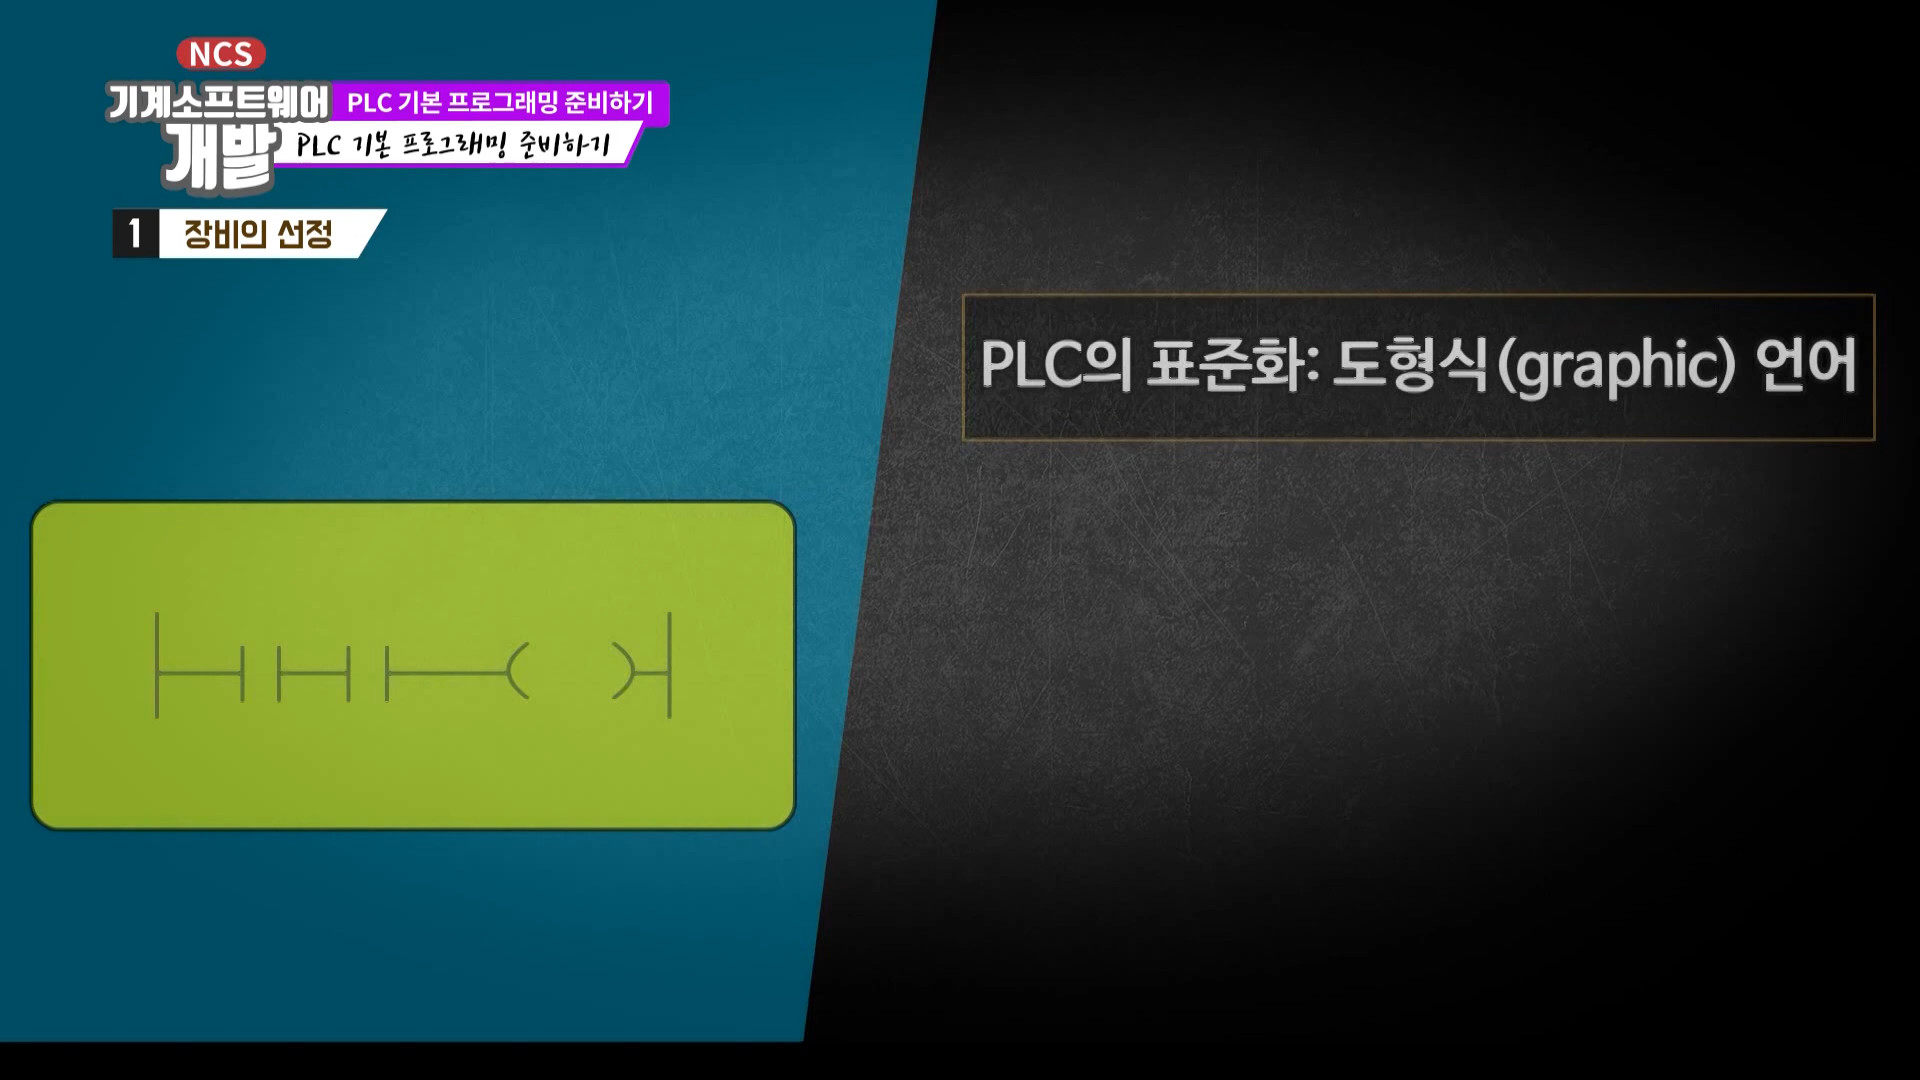 NCS
기계소프트웨어
개발
PLC 기본 프로그래밍 준비하기
PLC 기본 프로그래밍 준비하기
1 장비의 선정
PLC의 표준화: 도형식(graphic) 언어